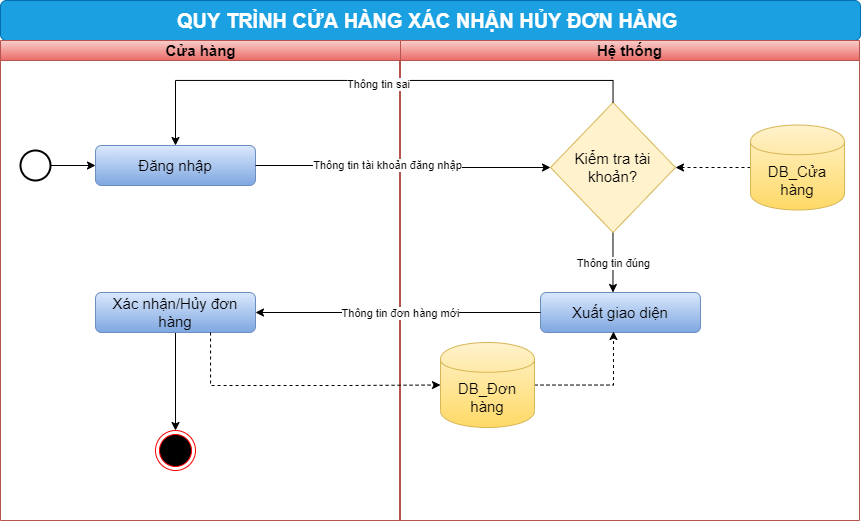 QUY TRÌNH CỬA HÀNG XÁC NHẬN HỦY ĐƠN HÀNG
Cửa hàng
Hệ thống
Thông tin sai
Đăng nhập
Thông tin tài khoản đăng nhập
Kiểm tra tài
khoản?
DB_Cửa
hàng
Thông tin đúng
Xác nhận/Hủy đơn
hàng
Thông tin đơn hàng mới
Xuất giao diện
DB_Đơn
hàng